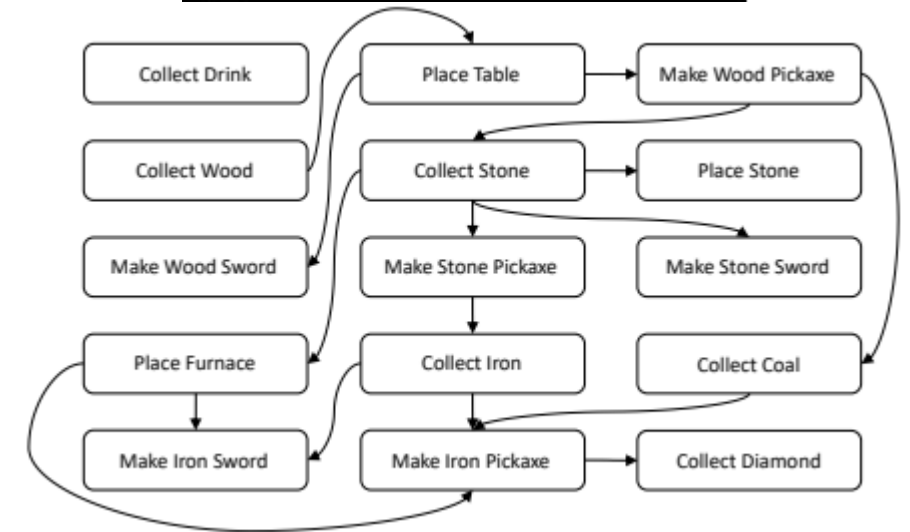 Collect Drink
Place Table
Make Wood Pickaxe
Collect Wood
Collect Stone
Place Stone
Make Wood Sword
Make Stone Pickaxe
Make Stone Sword
Place Furnace
Collect Iron
Collect Coal
Make Iron Sword
Make Iron Pickaxe
Collect Diamond